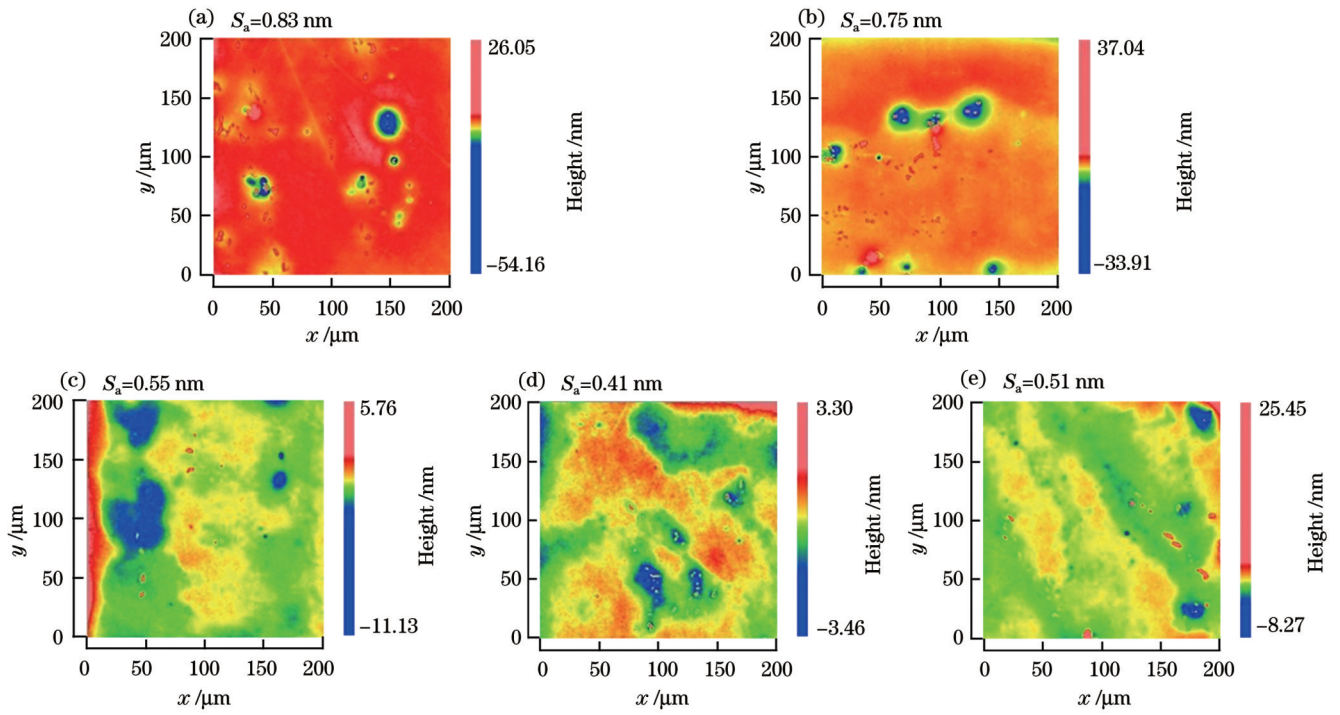 (a) Sₐ=0.83 nm
26.05
200
150
100
50
0
y /μm
0 50 100 150 200
x /μm
Height /nm
−54.16
(b) Sₐ=0.75 nm
37.04
200
150
100
50
0
y /μm
0 50 100 150 200
x /μm
Height /nm
−33.91
(c) Sₐ=0.55 nm
5.76
200
150
100
50
0
y /μm
0 50 100 150 200
x /μm
Height /nm
−11.13
(d) Sₐ=0.41 nm
3.30
200
150
100
50
0
y /μm
0 50 100 150 200
x /μm
Height /nm
−3.46
(e) Sₐ=0.51 nm
25.45
200
150
100
50
0
y /μm
0 50 100 150 200
x /μm
Height /nm
−8.27